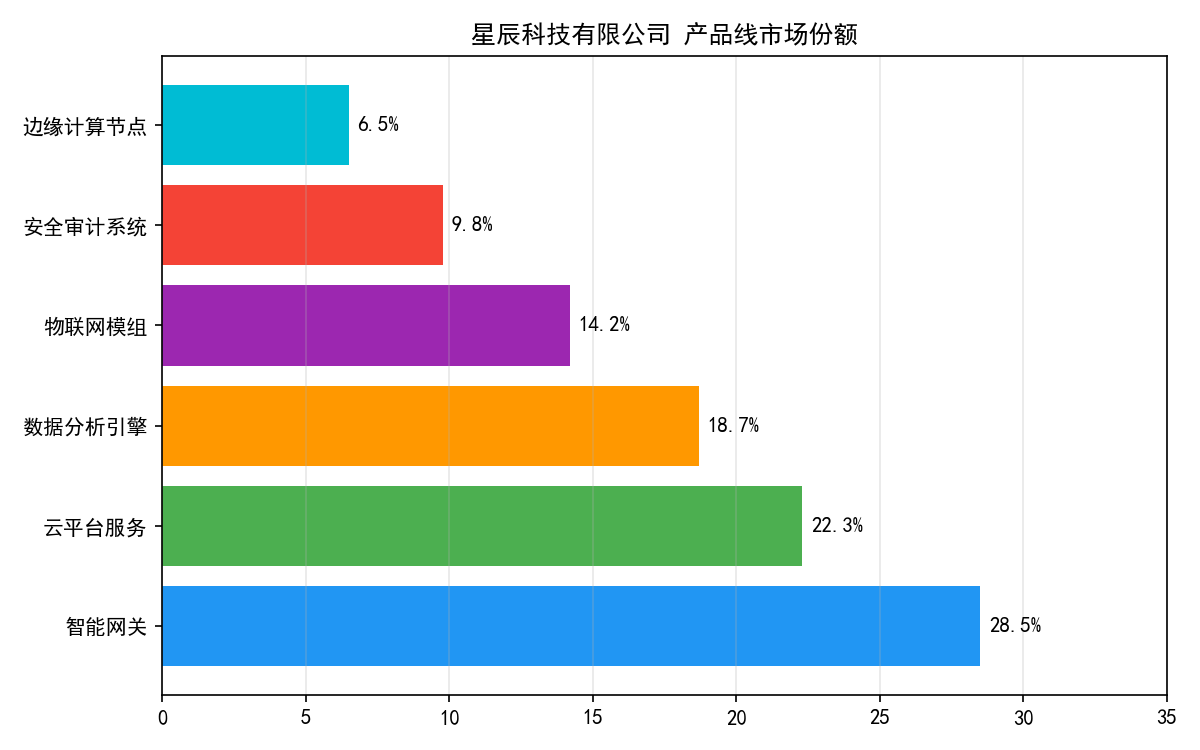 星辰科技有限公司 产品线市场份额
边缘计算节点 6.5%
安全审计系统 9.8%
物联网模组 14.2%
数据分析引擎 18.7%
云平台服务 22.3%
智能网关 28.5%
0 5 10 15 20 25 30 35